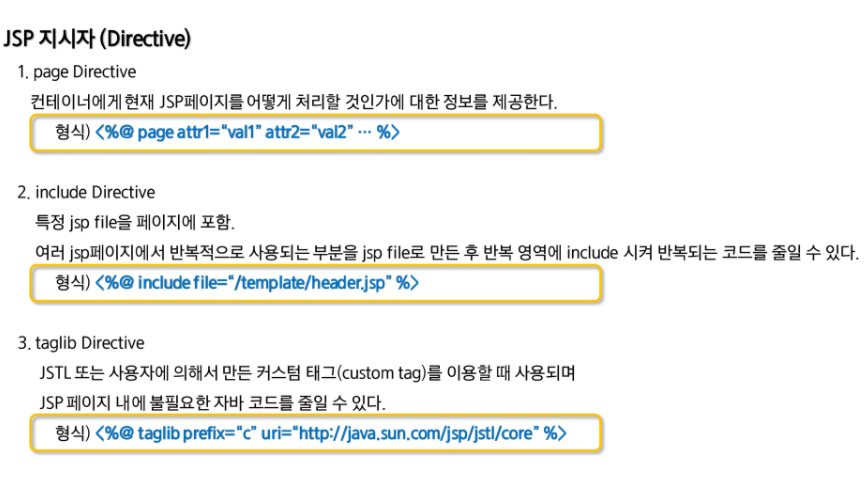 JSP 지시자 (Directive)
1. page Directive
컨테이너에게 현재 JSP페이지를 어떻게 처리할 것인가에 대한 정보를 제공한다.
형식) <%@ page attr1=“val1” attr2=“val2” … %>
2. include Directive
특정 jsp file을 페이지에 포함.
여러 jsp페이지에서 반복적으로 사용되는 부분을 jsp file로 만든 후 반복 영역에 include 시켜 반복되는 코드를 줄일 수 있다.
형식) <%@ include file=“/template/header.jsp” %>
3. taglib Directive
JSTL 또는 사용자에 의해서 만든 커스텀 태그(custom tag)를 이용할 때 사용되며
JSP 페이지 내에 불필요한 자바 코드를 줄일 수 있다.
형식) <%@ taglib prefix=“c” uri=“http://java.sun.com/jsp/jstl/core” %>